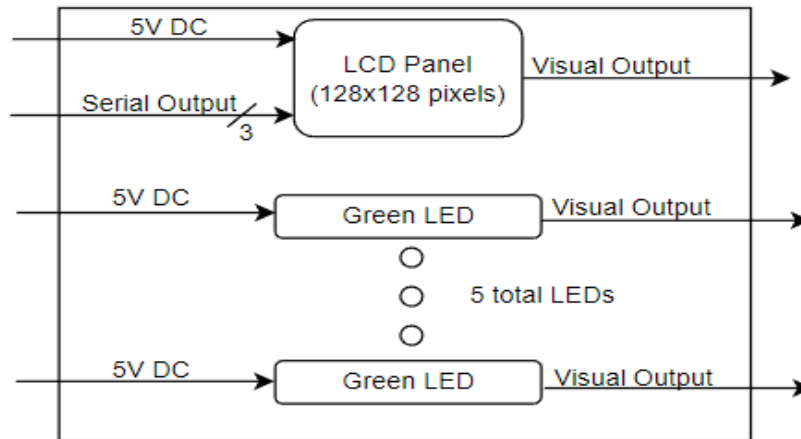 5V DC
LCD Panel
(128x128 pixels)
Visual Output
Serial Output
3
5V DC
Green LED
Visual Output
5 total LEDs
5V DC
Green LED
Visual Output